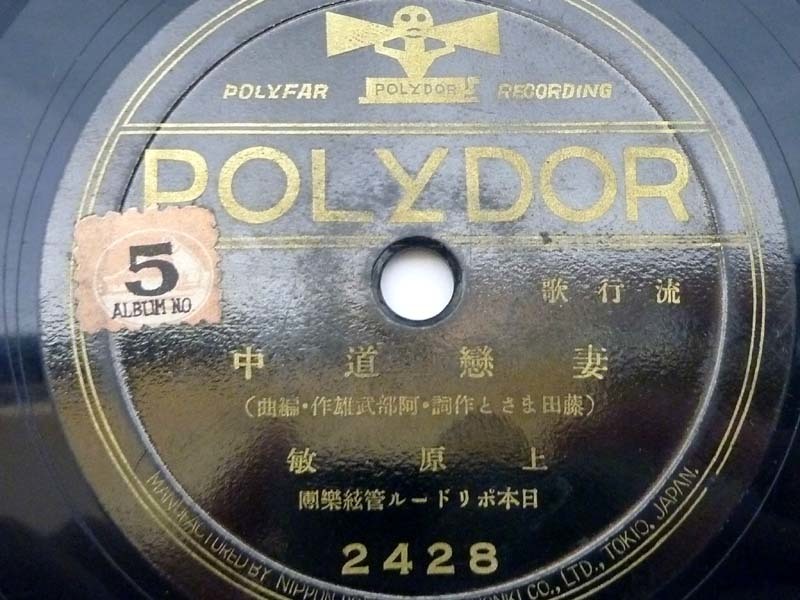 POLYDOR
POLYFAR RECORDING
POLYDOR
5
ALBUM NO.
流行歌
妻戀道中
(藤田まさと作詞・阿部武雄作・編曲)
上原敏
日本ポリドール管絃樂團
2428
MANUFACTURED BY NIPPON CO., LTD., TOKIO, JAPAN.